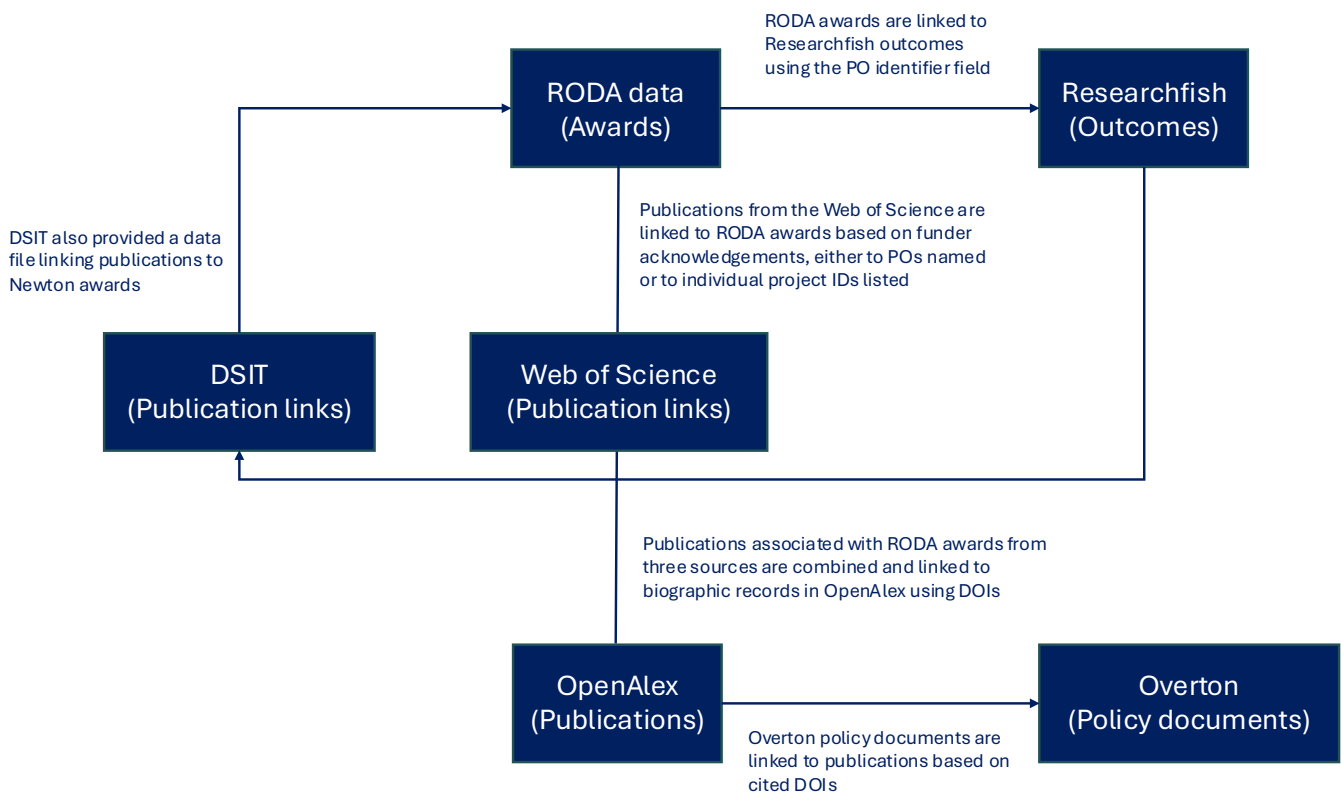 RODA awards are linked to
Researchfish outcomes
using the PO identifier field
RODA data
(Awards)
Researchfish
(Outcomes)
Publications from the Web of Science are
linked to RODA awards based on funder
acknowledgements, either to POs named
or to individual project IDs listed
DSIT also provided a data
file linking publications to
Newton awards
DSIT
(Publication links)
Web of Science
(Publication links)
Publications associated with RODA awards from
three sources are combined and linked to
biographic records in OpenAlex using DOIs
OpenAlex
(Publications)
Overton
(Policy documents)
Overton policy documents are
linked to publications based on
cited DOIs